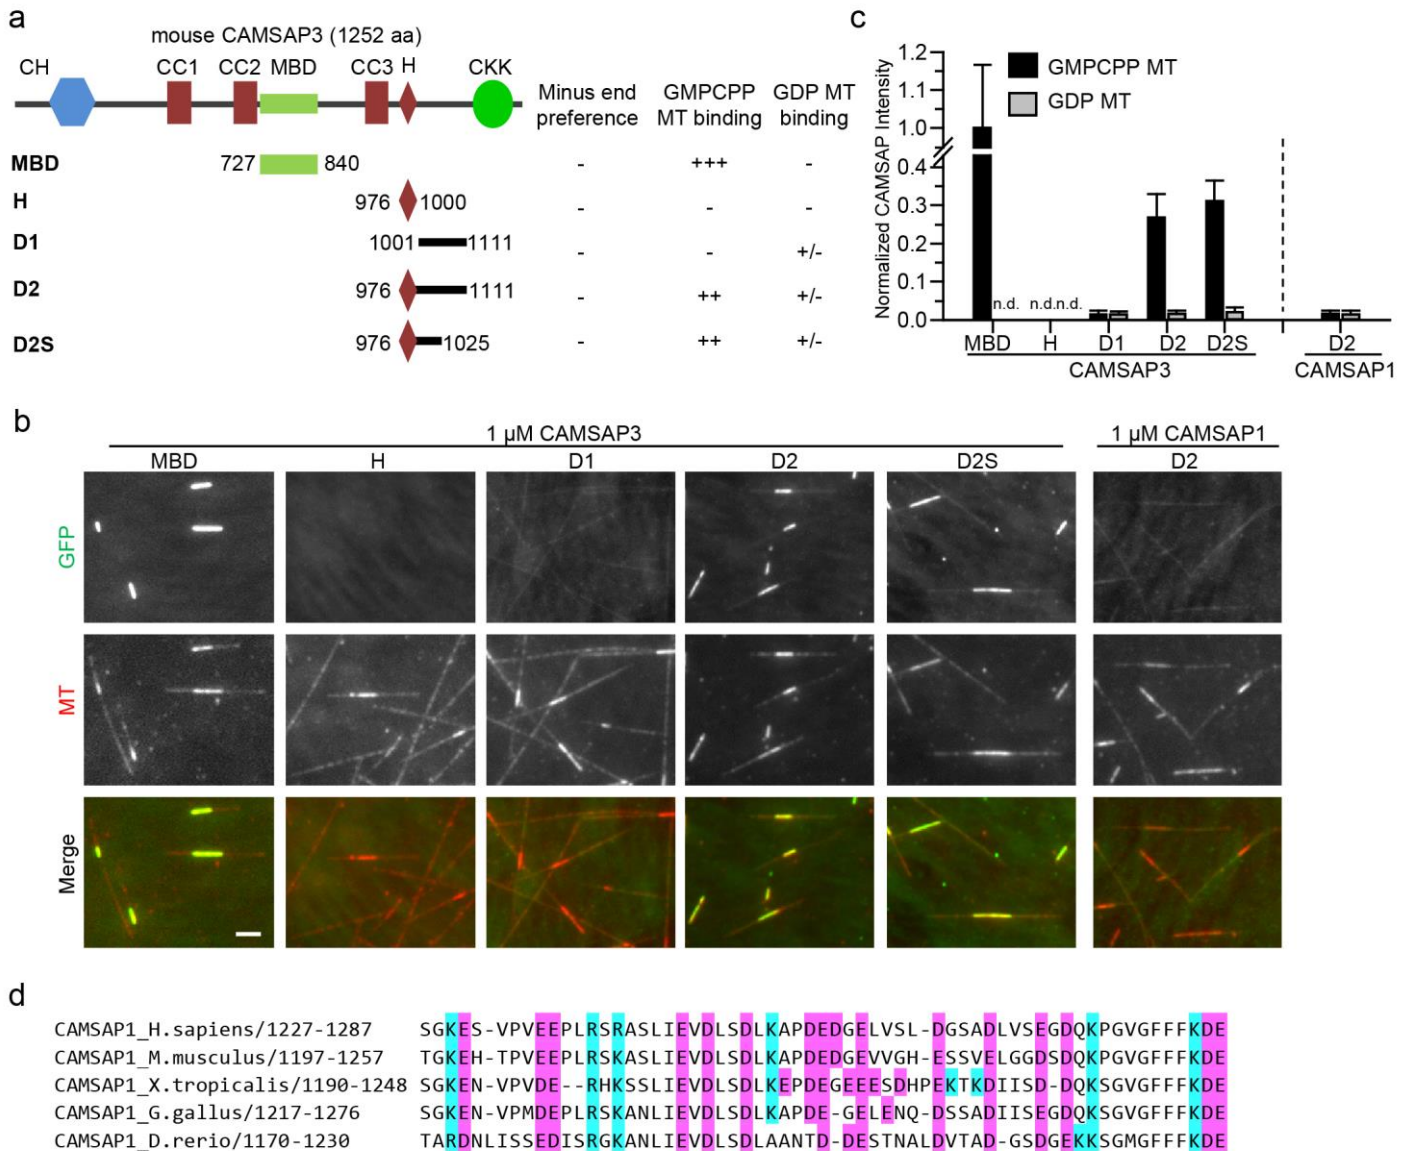 a
mouse CAMSAP3 (1252 aa)
CH CC1 CC2 MBD CC3 H CKK
Minus end preference GMPCPP MT binding GDP MT binding
MBD 727 840 - +++ -
H 976 1000 - - -
D1 1001 1111 - - +/-
D2 976 1111 - ++ +/-
D2S 976 1025 - ++ +/-
c
Normalized CAMSAP Intensity
1.2
1.1
1.0
0.4
0.3
0.2
0.1
0.0
GMPCPP MT
GDP MT
n.d. n.d.n.d.
MBD H D1 D2 D2S D2
CAMSAP3 CAMSAP1
b
1 μM CAMSAP3 1 μM CAMSAP1
MBD H D1 D2 D2S D2
GFP
MT
Merge
d
CAMSAP1_H.sapiens/1227-1287 SGKES-VPVEEPLRSRASLIEVDLSDLKAPDEDGELVSL-DGSADLVSEGDQKPGVGFFFKDE
CAMSAP1_M.musculus/1197-1257 TGKEH-TPVEEPLRSKASLIEVDLSDLKAPDEDGEVVGH-ESSVELGGDSDQKPGVGFFFKDE
CAMSAP1_X.tropicalis/1190-1248 SGKEN-VPVDE--RHKSSLIEVDLSDLKEPDEGEEESDHPEKTKDIISD-DQKSGVGFFFKDE
CAMSAP1_G.gallus/1217-1276 SGKEN-VPMDEPLRSKANLIEVDLSDLKAPDE-GELENQ-DSSADIISEGDQKSGVGFFFKDE
CAMSAP1_D.rerio/1170-1230 TARDNLISSEDISRGKANLIEVDLSDLAANTD-DESTNALDVTAD-GSDGEKKSGMGFFFKDE